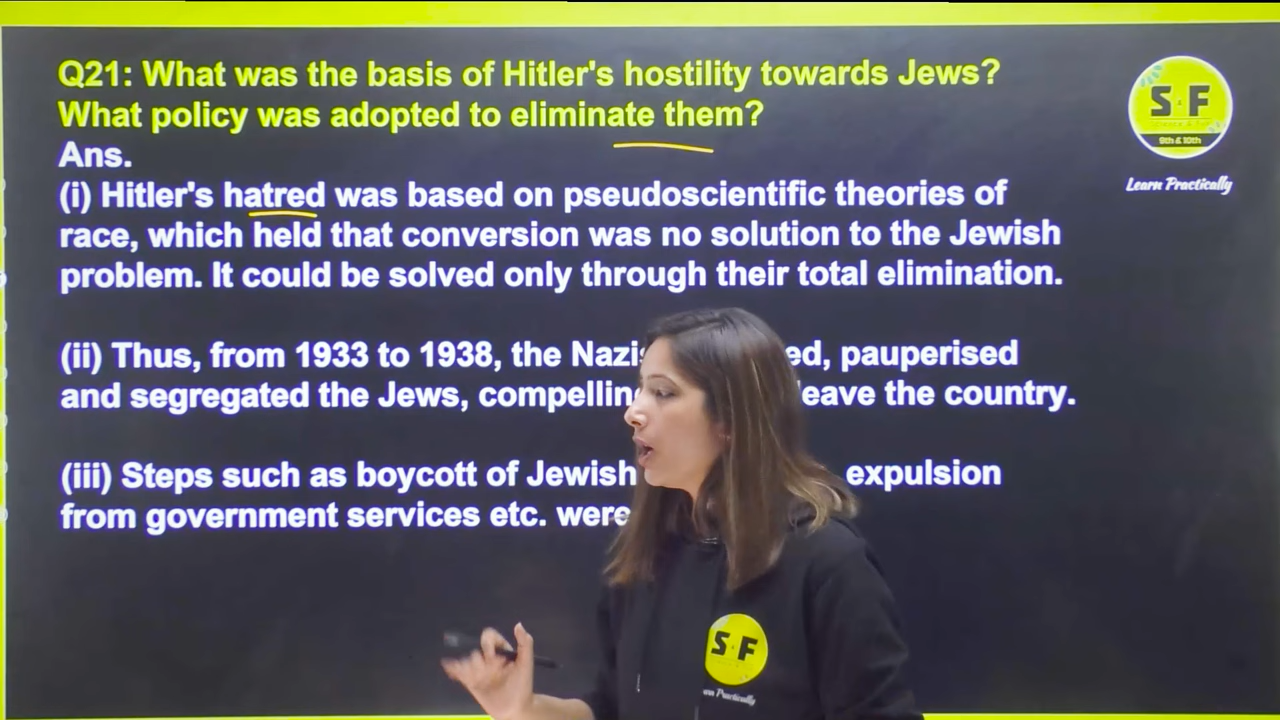 Q21: What was the basis of Hitler's hostility towards Jews?
What policy was adopted to eliminate them?
Ans.
(i) Hitler's hatred was based on pseudoscientific theories of
race, which held that conversion was no solution to the Jewish
problem. It could be solved only through their total elimination.
(ii) Thus, from 1933 to 1938, the Nazis ed, pauperised
and segregated the Jews, compelling leave the country.
(iii) Steps such as boycott of Jewish expulsion
from government services etc. were
S F
9th & 10th
Learn Practically
S F
Practically